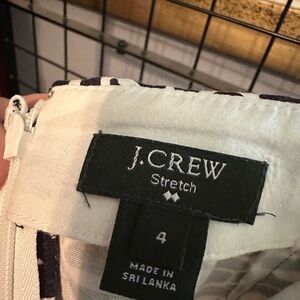 J.CREW
Stretch
4
MADE IN
SRI LANKA